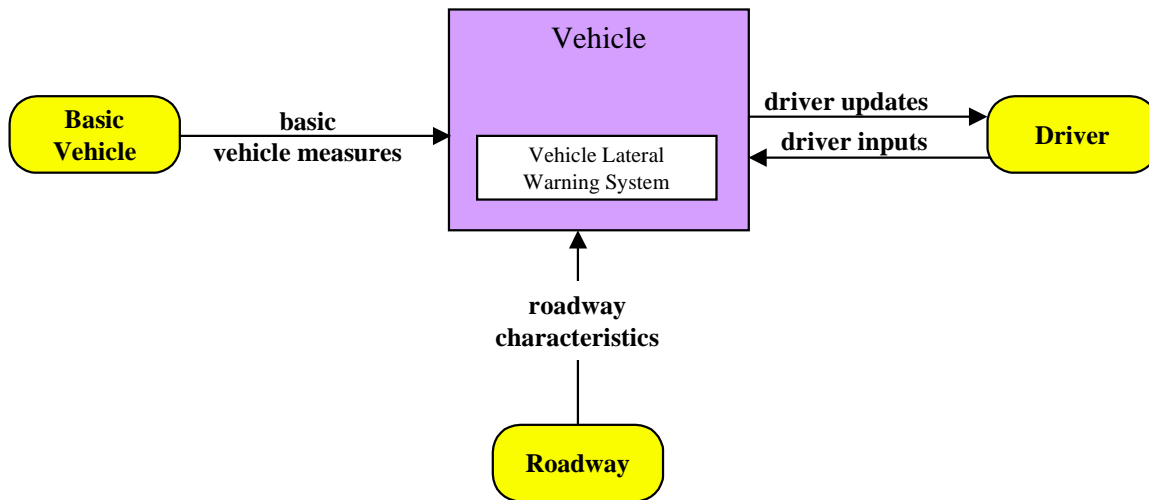 Vehicle
Basic
Vehicle
basic
vehicle measures
Vehicle Lateral
Warning System
driver updates
driver inputs
Driver
roadway
characteristics
Roadway